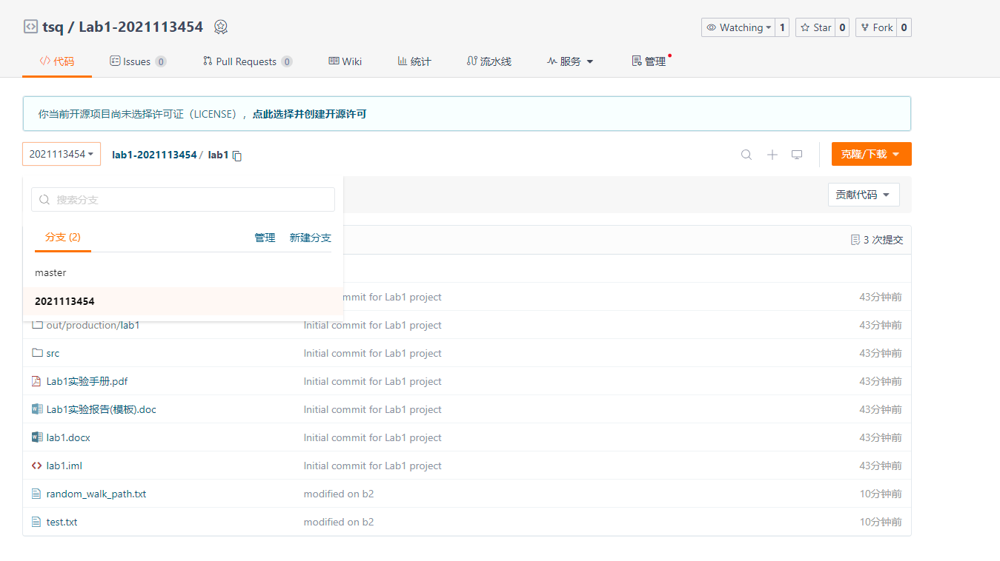 tsq / Lab1-2021113454
Watching 1 Star 0 Fork 0
代码 Issues 0 Pull Requests 0 Wiki 统计 流水线 服务 管理
你当前开源项目尚未选择许可证（LICENSE），点此选择并创建开源许可
2021113454 lab1-2021113454 / lab1 克隆/下载
搜索分支 贡献代码
分支 (2) 管理 新建分支 3 次提交
master
2021113454 mmit for Lab1 project 43分钟前
out/production/lab1 Initial commit for Lab1 project 43分钟前
src Initial commit for Lab1 project 43分钟前
Lab1实验手册.pdf Initial commit for Lab1 project 43分钟前
Lab1实验报告(模板).doc Initial commit for Lab1 project 43分钟前
lab1.docx Initial commit for Lab1 project 43分钟前
lab1.iml Initial commit for Lab1 project 43分钟前
random_walk_path.txt modified on b2 10分钟前
test.txt modified on b2 10分钟前